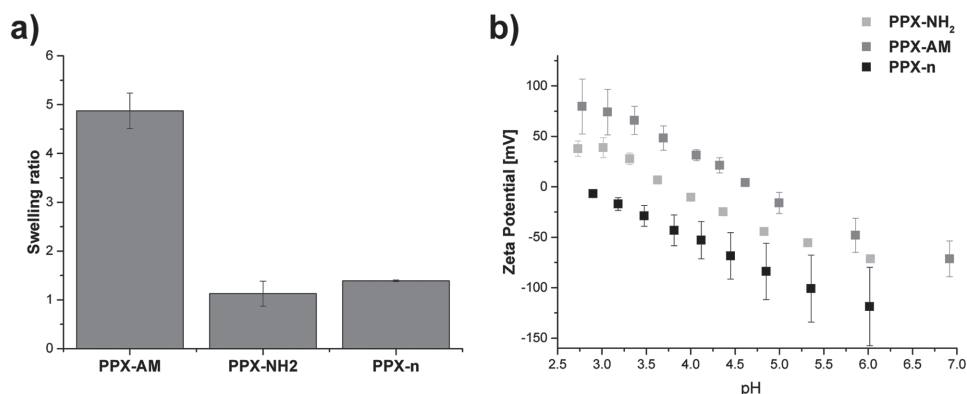 a)
Swelling ratio
6
5
4
3
2
1
0
PPX-AM
PPX-NH2
PPX-n
b)
PPX-NH₂
PPX-AM
PPX-n
Zeta Potential [mV]
100
50
0
-50
-100
-150
2.5 3.0 3.5 4.0 4.5 5.0 5.5 6.0 6.5 7.0
pH